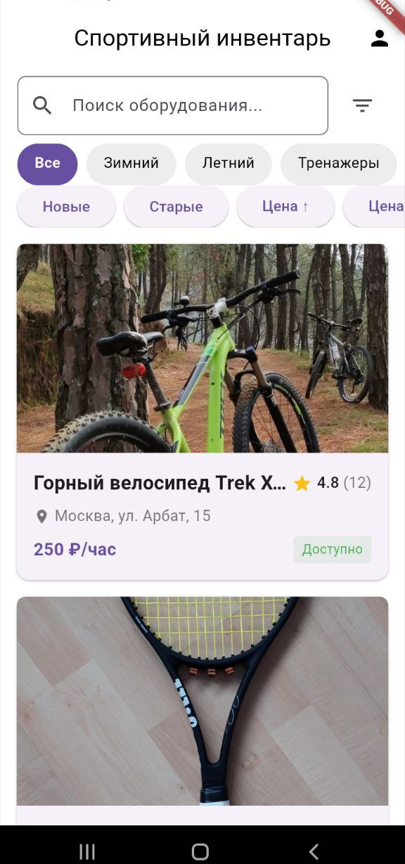 Спортивный инвентарь
Поиск оборудования...
Все Зимний Летний Тренажеры
Новые Старые Цена ↑ Цена
Горный велосипед Trek X... 4.8 (12)
Москва, ул. Арбат, 15
250 ₽/час Доступно